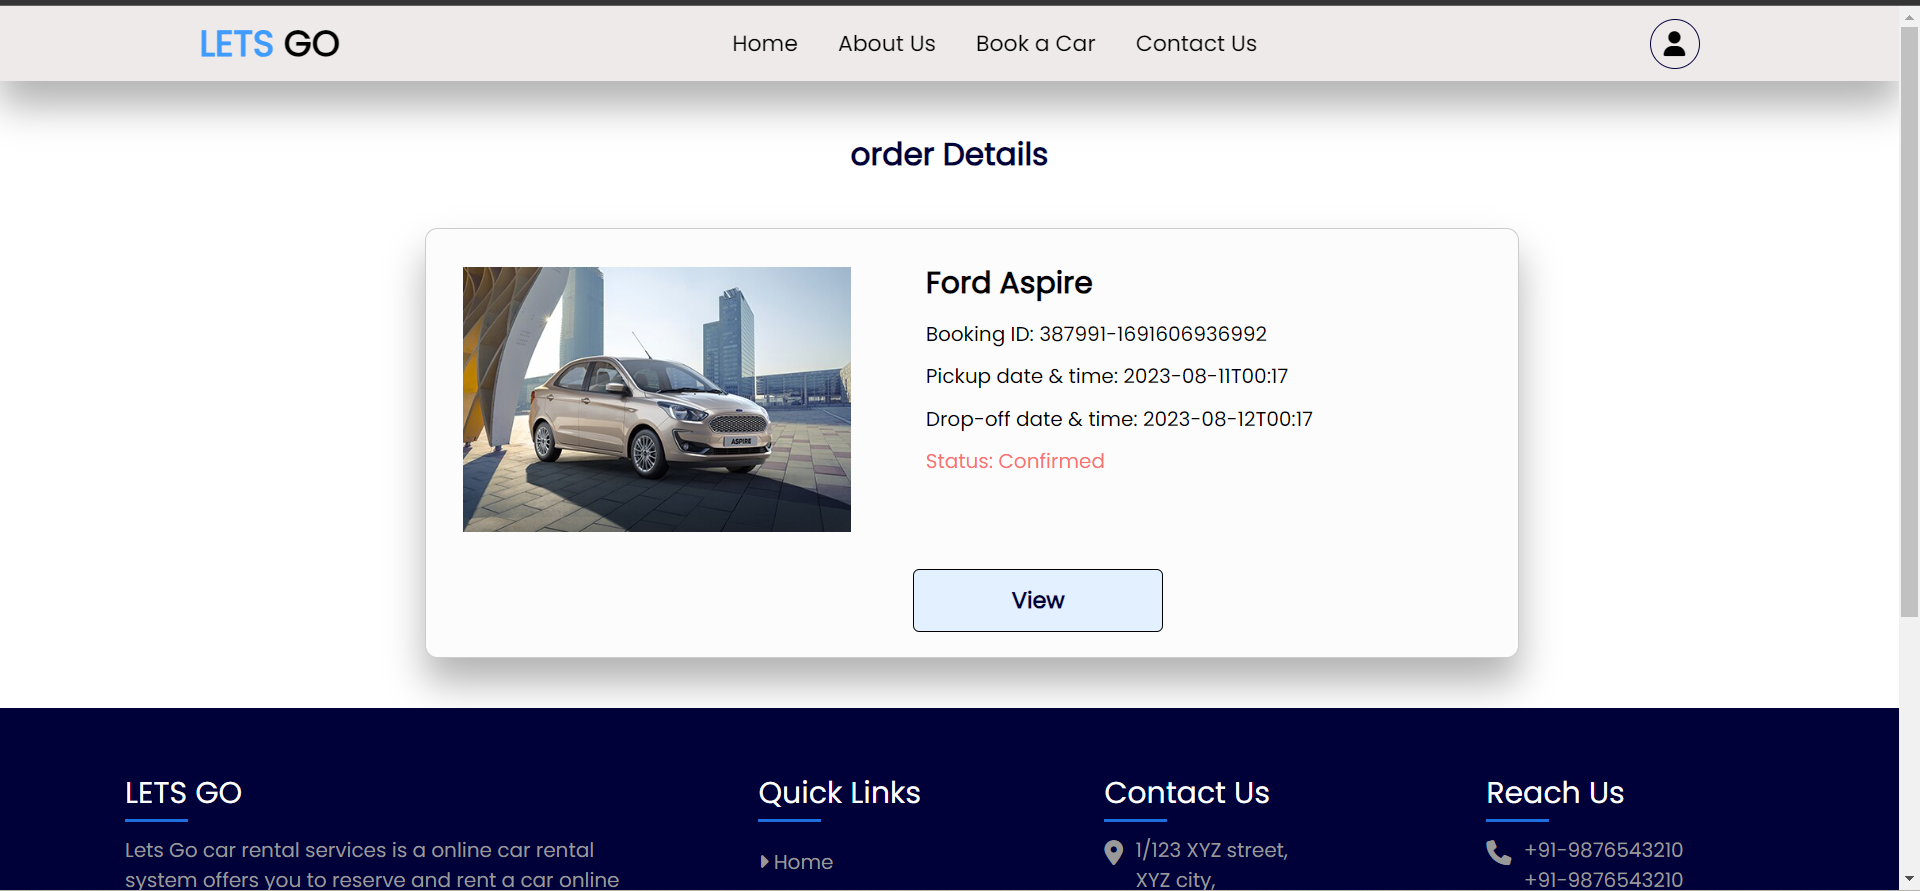 LETS GO
Home
About Us
Book a Car
Contact Us
order Details
ASPIRE
Ford Aspire
Booking ID: 387991-1691606936992
Pickup date & time: 2023-08-11T00:17
Drop-off date & time: 2023-08-12T00:17
Status: Confirmed
View
LETS GO
Lets Go car rental services is a online car rental
system offers you to reserve and rent a car online
Quick Links
Home
Contact Us
1/123 XYZ street,
XYZ city,
Reach Us
+91-9876543210
+91-9876543210